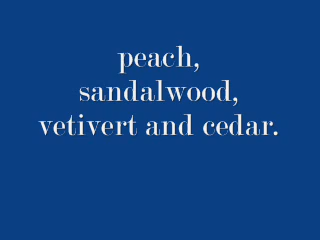 peach,
sandalwood,
vetivert and cedar.